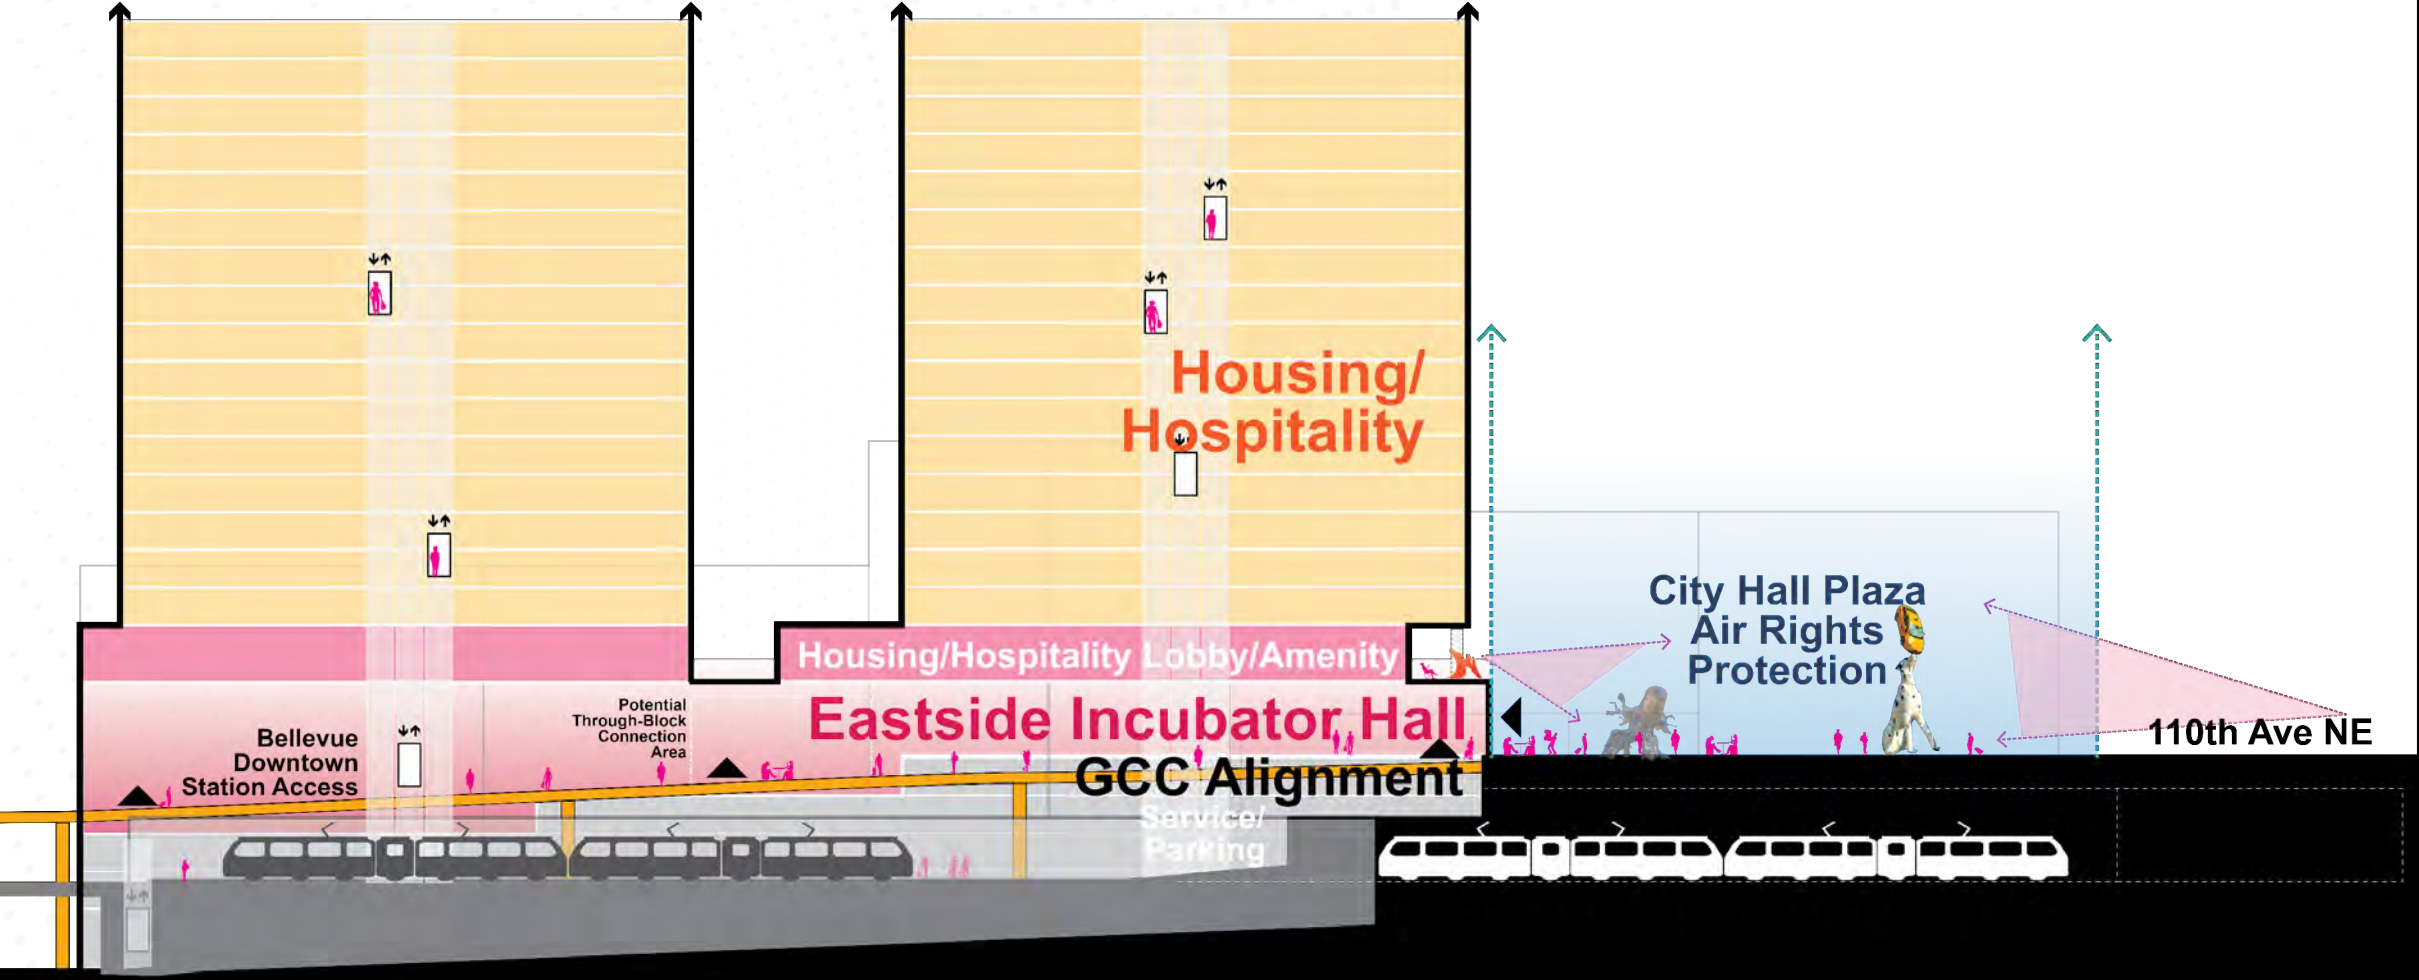 Housing/
Hospitality
City Hall Plaza
Air Rights
Protection
Housing/Hospitality Lobby/Amenity
Potential
Through-Block
Connection
Area
Eastside Incubator Hall
Bellevue
Downtown
Station Access
110th Ave NE
GCC Alignment
Service/
Parking